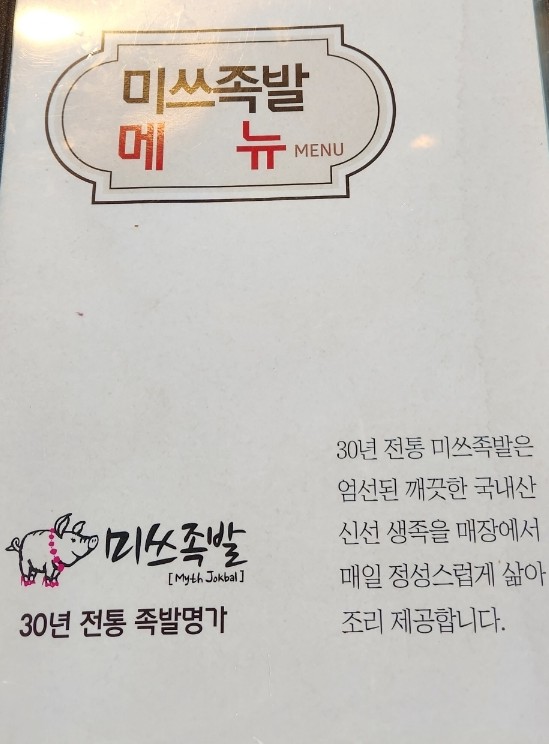 미쓰족발
메 뉴 MENU
30년 전통 미쓰족발은
엄선된 깨끗한 국내산
신선 생족을 매장에서
매일 정성스럽게 삶아
조리 제공합니다.
미쓰족발
[Myth Jokbal]
30년 전통 족발명가